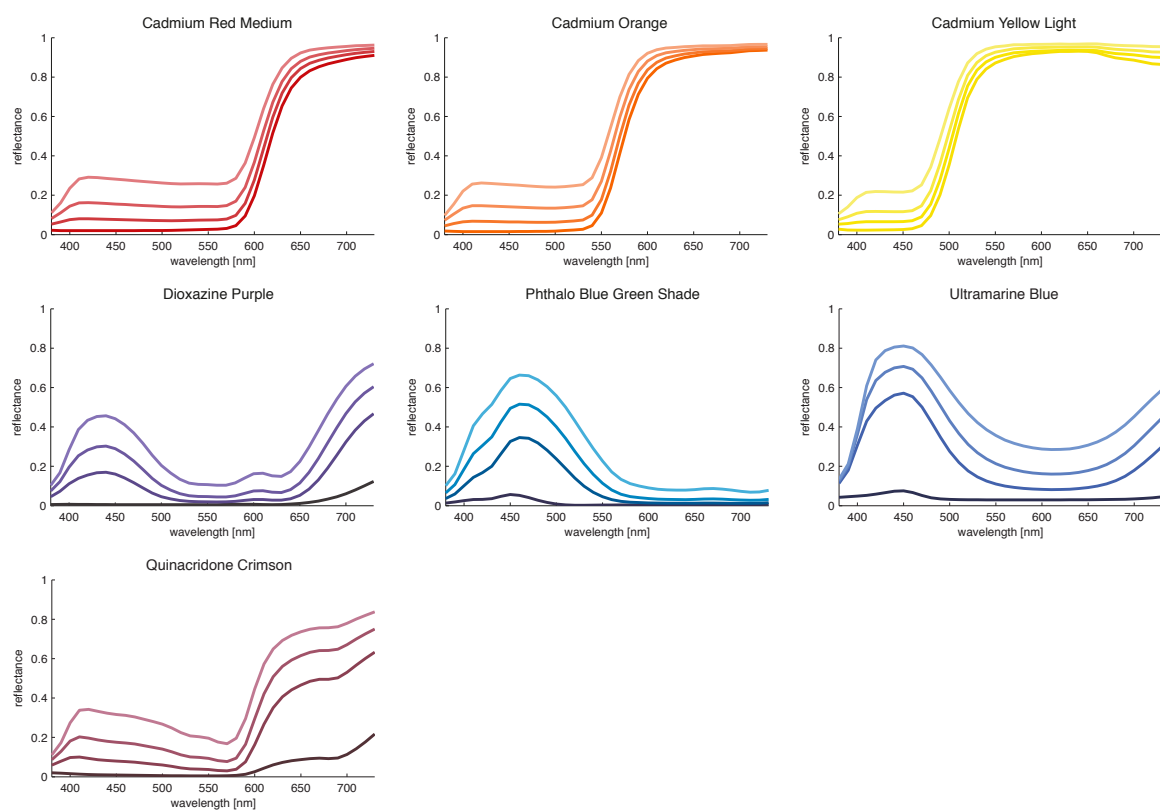 Cadmium Red Medium
1
0.8
0.6
0.4
0.2
0
reflectance
400 450 500 550 600 650 700
wavelength [nm]
Cadmium Orange
1
0.8
0.6
0.4
0.2
0
reflectance
400 450 500 550 600 650 700
wavelength [nm]
Cadmium Yellow Light
1
0.8
0.6
0.4
0.2
0
reflectance
400 450 500 550 600 650 700
wavelength [nm]
Dioxazine Purple
1
0.8
0.6
0.4
0.2
0
reflectance
400 450 500 550 600 650 700
wavelength [nm]
Phthalo Blue Green Shade
1
0.8
0.6
0.4
0.2
0
reflectance
400 450 500 550 600 650 700
wavelength [nm]
Ultramarine Blue
1
0.8
0.6
0.4
0.2
0
reflectance
400 450 500 550 600 650 700
wavelength [nm]
Quinacridone Crimson
1
0.8
0.6
0.4
0.2
0
reflectance
400 450 500 550 600 650 700
wavelength [nm]